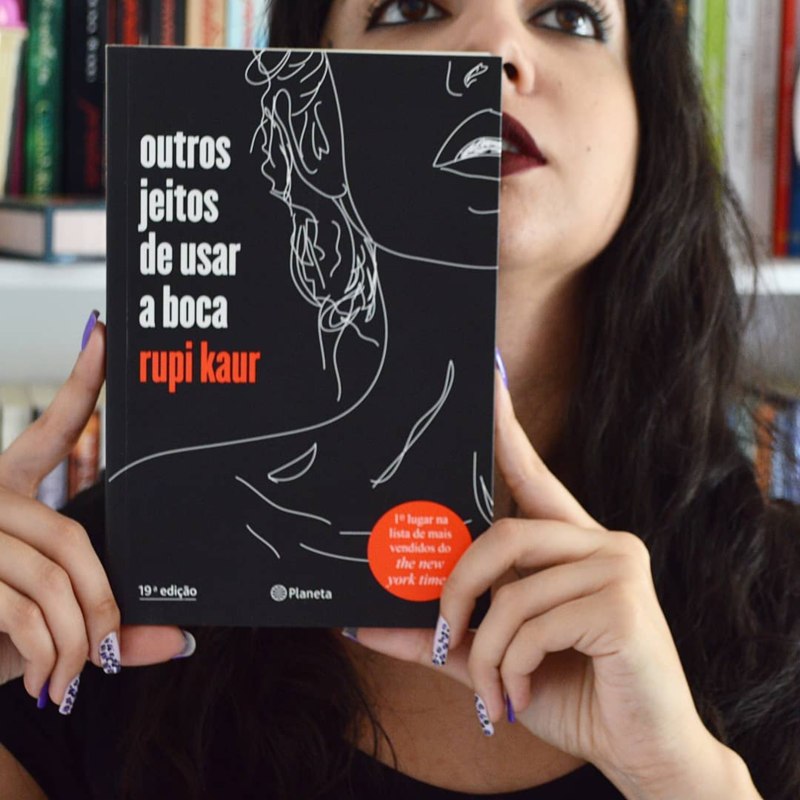 outros
jeitos
de usar
a boca
rupi kaur
1º lugar na
lista de mais
vendidos do
the new
york time
19ª edição
Planeta